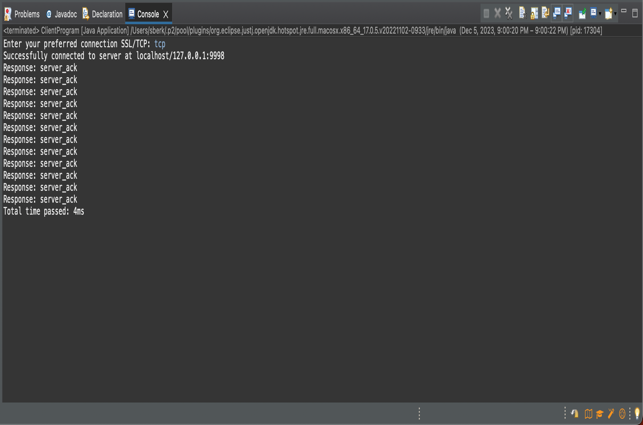 Problems Javadoc Declaration Console
<terminated> ClientProgram [Java Application] /Users/sberk/.p2/pool/plugins/org.eclipse.justj.openjdk.hotspot.jre.full.macosx.x86_64_17.0.5.v20221102-0933/jre/bin/java (Dec 5, 2023, 9:00:20 PM – 9:00:22 PM) [pid: 17304]
Enter your preferred connection SSL/TCP: tcp
Successfully connected to server at localhost/127.0.0.1:9998
Response: server_ack
Response: server_ack
Response: server_ack
Response: server_ack
Response: server_ack
Response: server_ack
Response: server_ack
Response: server_ack
Response: server_ack
Response: server_ack
Response: server_ack
Response: server_ack
Total time passed: 4ms